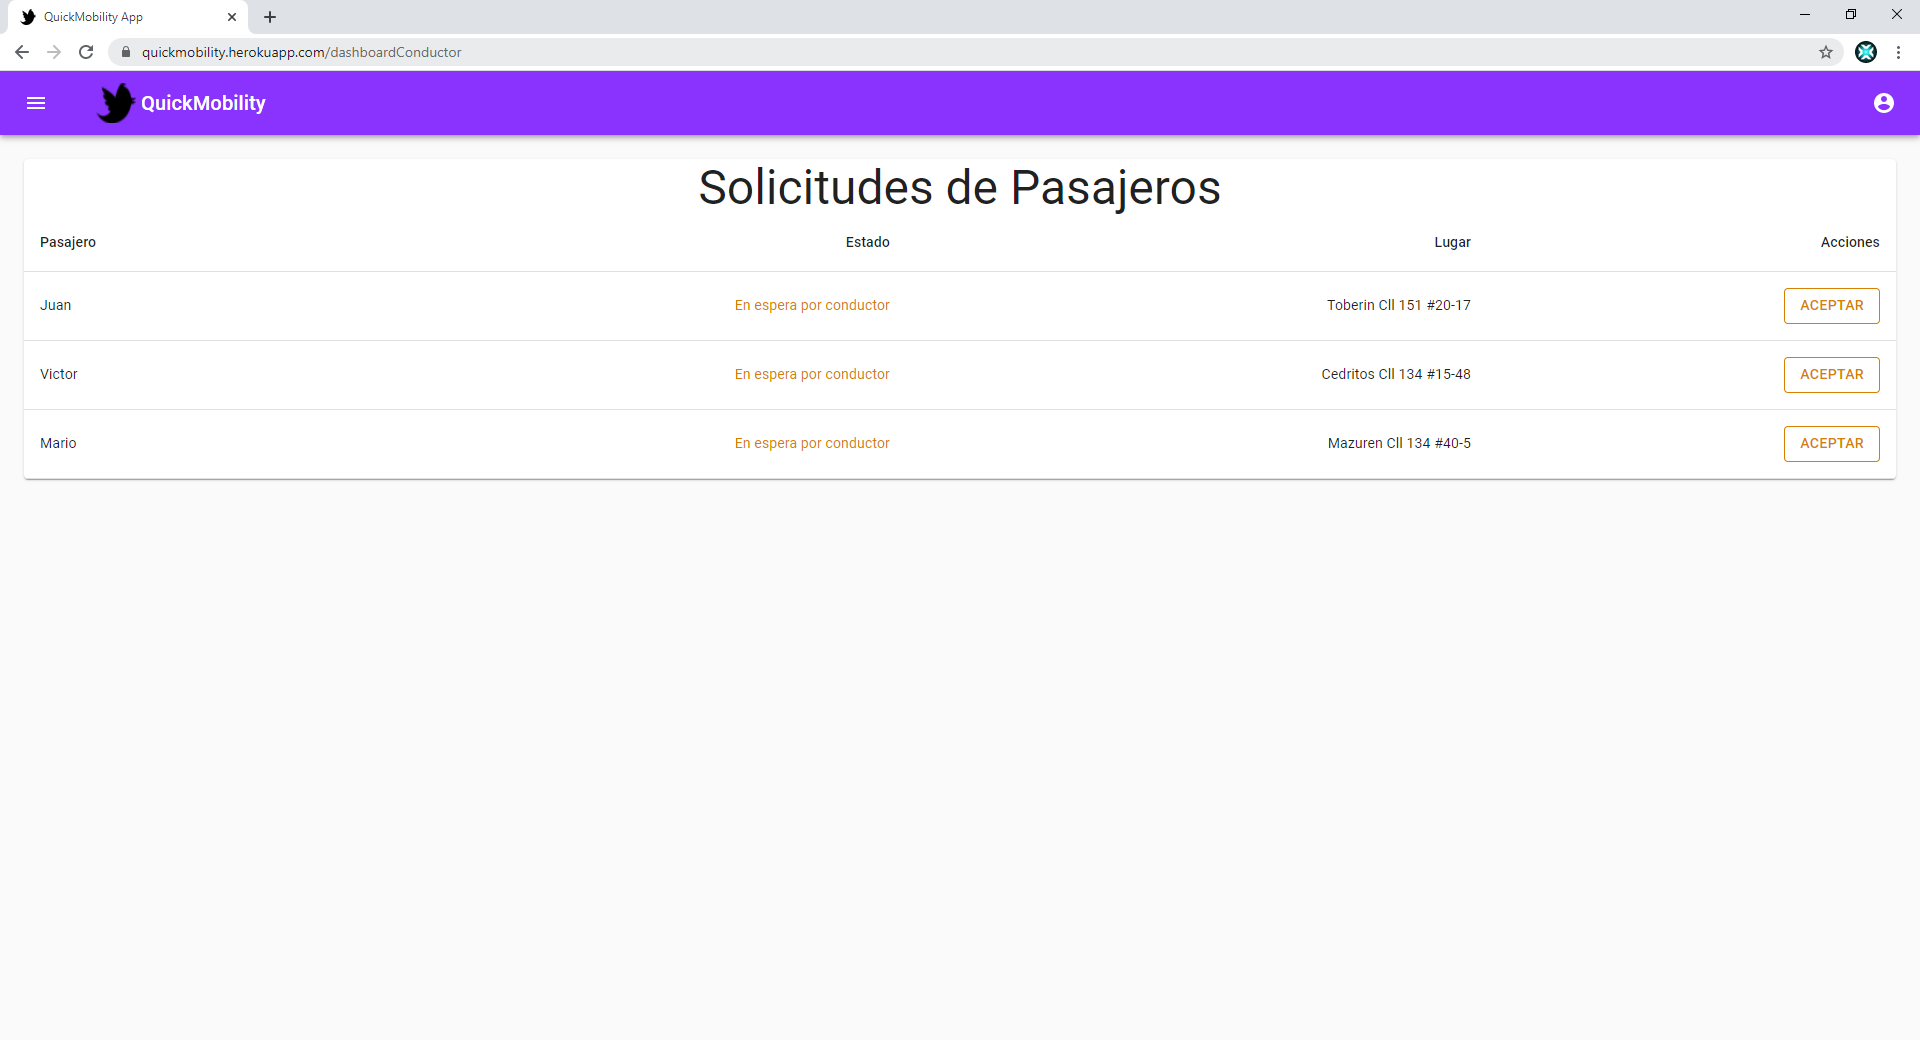 QuickMobility App
quickmobility.herokuapp.com/dashboardConductor
QuickMobility
Solicitudes de Pasajeros
Pasajero Estado Lugar Acciones
Juan En espera por conductor Toberin Cll 151 #20-17 ACEPTAR
Victor En espera por conductor Cedritos Cll 134 #15-48 ACEPTAR
Mario En espera por conductor Mazuren Cll 134 #40-5 ACEPTAR